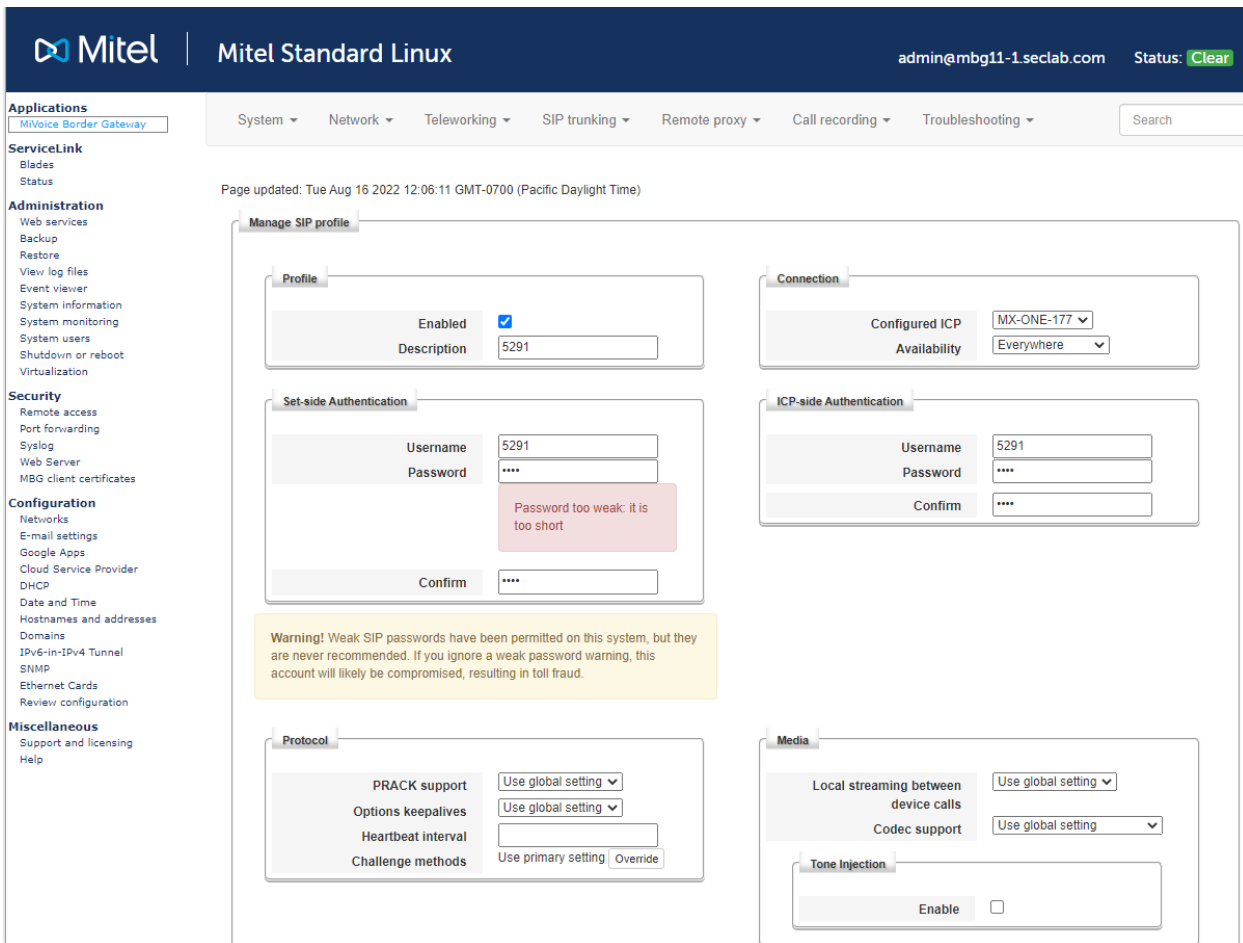 Mitel
Mitel Standard Linux
admin@mbg11-1.seclab.com
Status: Clear
Applications
MiVoice Border Gateway
ServiceLink
Blades
Status
Administration
Web services
Backup
Restore
View log files
Event viewer
System information
System monitoring
System users
Shutdown or reboot
Virtualization
Security
Remote access
Port forwarding
Syslog
Web Server
MBG client certificates
Configuration
Networks
E-mail settings
Google Apps
Cloud Service Provider
DHCP
Date and Time
Hostnames and addresses
Domains
IPv6-in-IPv4 Tunnel
SNMP
Ethernet Cards
Review configuration
Miscellaneous
Support and licensing
Help
System Network Teleworking SIP trunking Remote proxy Call recording Troubleshooting Search
Page updated: Tue Aug 16 2022 12:06:11 GMT-0700 (Pacific Daylight Time)
Manage SIP profile
Profile
Enabled
Description 5291
Connection
Configured ICP MX-ONE-177
Availability Everywhere
Set-side Authentication
Username 5291
Password ••••
Password too weak: it is
too short
Confirm ••••
ICP-side Authentication
Username 5291
Password ••••
Confirm ••••
Warning! Weak SIP passwords have been permitted on this system, but they
are never recommended. If you ignore a weak password warning, this
account will likely be compromised, resulting in toll fraud.
Protocol
PRACK support Use global setting
Options keepalives Use global setting
Heartbeat interval
Challenge methods Use primary setting Override
Media
Local streaming between
device calls Use global setting
Codec support Use global setting
Tone Injection
Enable